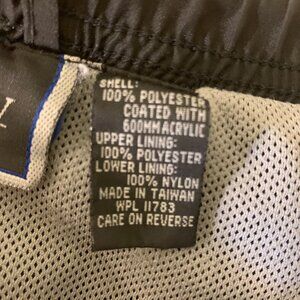 SHELL:
100% POLYESTER
COATED WITH
600MM ACRYLIC
UPPER LINING:
100% POLYESTER
LOWER LINING:
100% NYLON
MADE IN TAIWAN
WPL 11783
CARE ON REVERSE